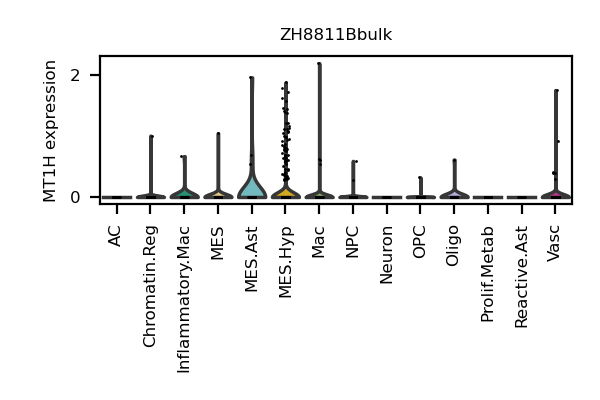 ZH8811Bbulk
MT1H expression
2
0
AC
Chromatin.Reg
Inflammatory.Mac
MES
MES.Ast
MES.Hyp
Mac
NPC
Neuron
OPC
Oligo
Prolif.Metab
Reactive.Ast
Vasc